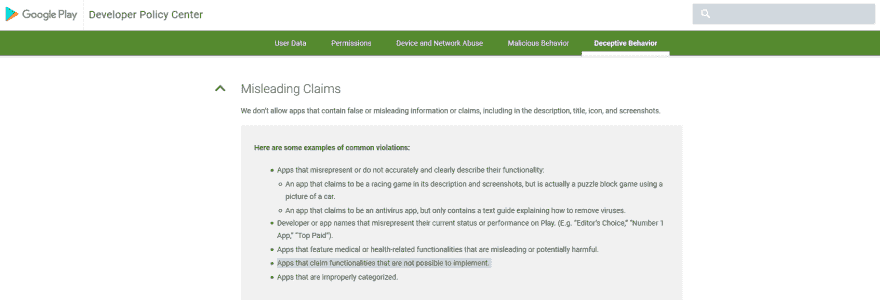 Google Play
Developer Policy Center
User Data Permissions Device and Network Abuse Malicious Behavior Deceptive Behavior
Misleading Claims
We don't allow apps that contain false or misleading information or claims, including in the description, title, icon, and screenshots.
Here are some examples of common violations:
Apps that misrepresent or do not accurately and clearly describe their functionality:
An app that claims to be a racing game in its description and screenshots, but is actually a puzzle block game using a
picture of a car.
An app that claims to be an antivirus app, but only contains a text guide explaining how to remove viruses.
Developer or app names that misrepresent their current status or performance on Play. (E.g. "Editor's Choice," "Number 1
App," "Top Paid").
Apps that feature medical or health-related functionalities that are misleading or potentially harmful.
Apps that claim functionalities that are not possible to implement.
Apps that are improperly categorized.